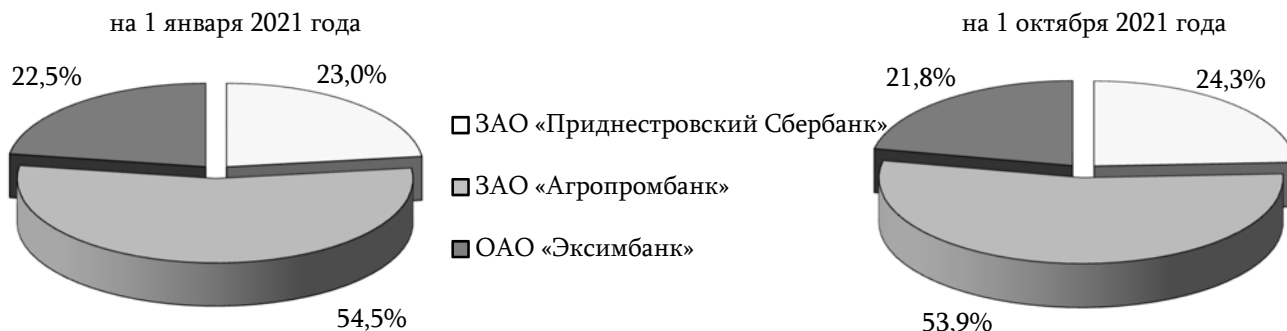 на 1 января 2021 года
на 1 октября 2021 года
22,5%
23,0%
21,8%
24,3%
ЗАО «Приднестровский Сбербанк»
ЗАО «Агропромбанк»
ОАО «Эксимбанк»
54,5%
53,9%